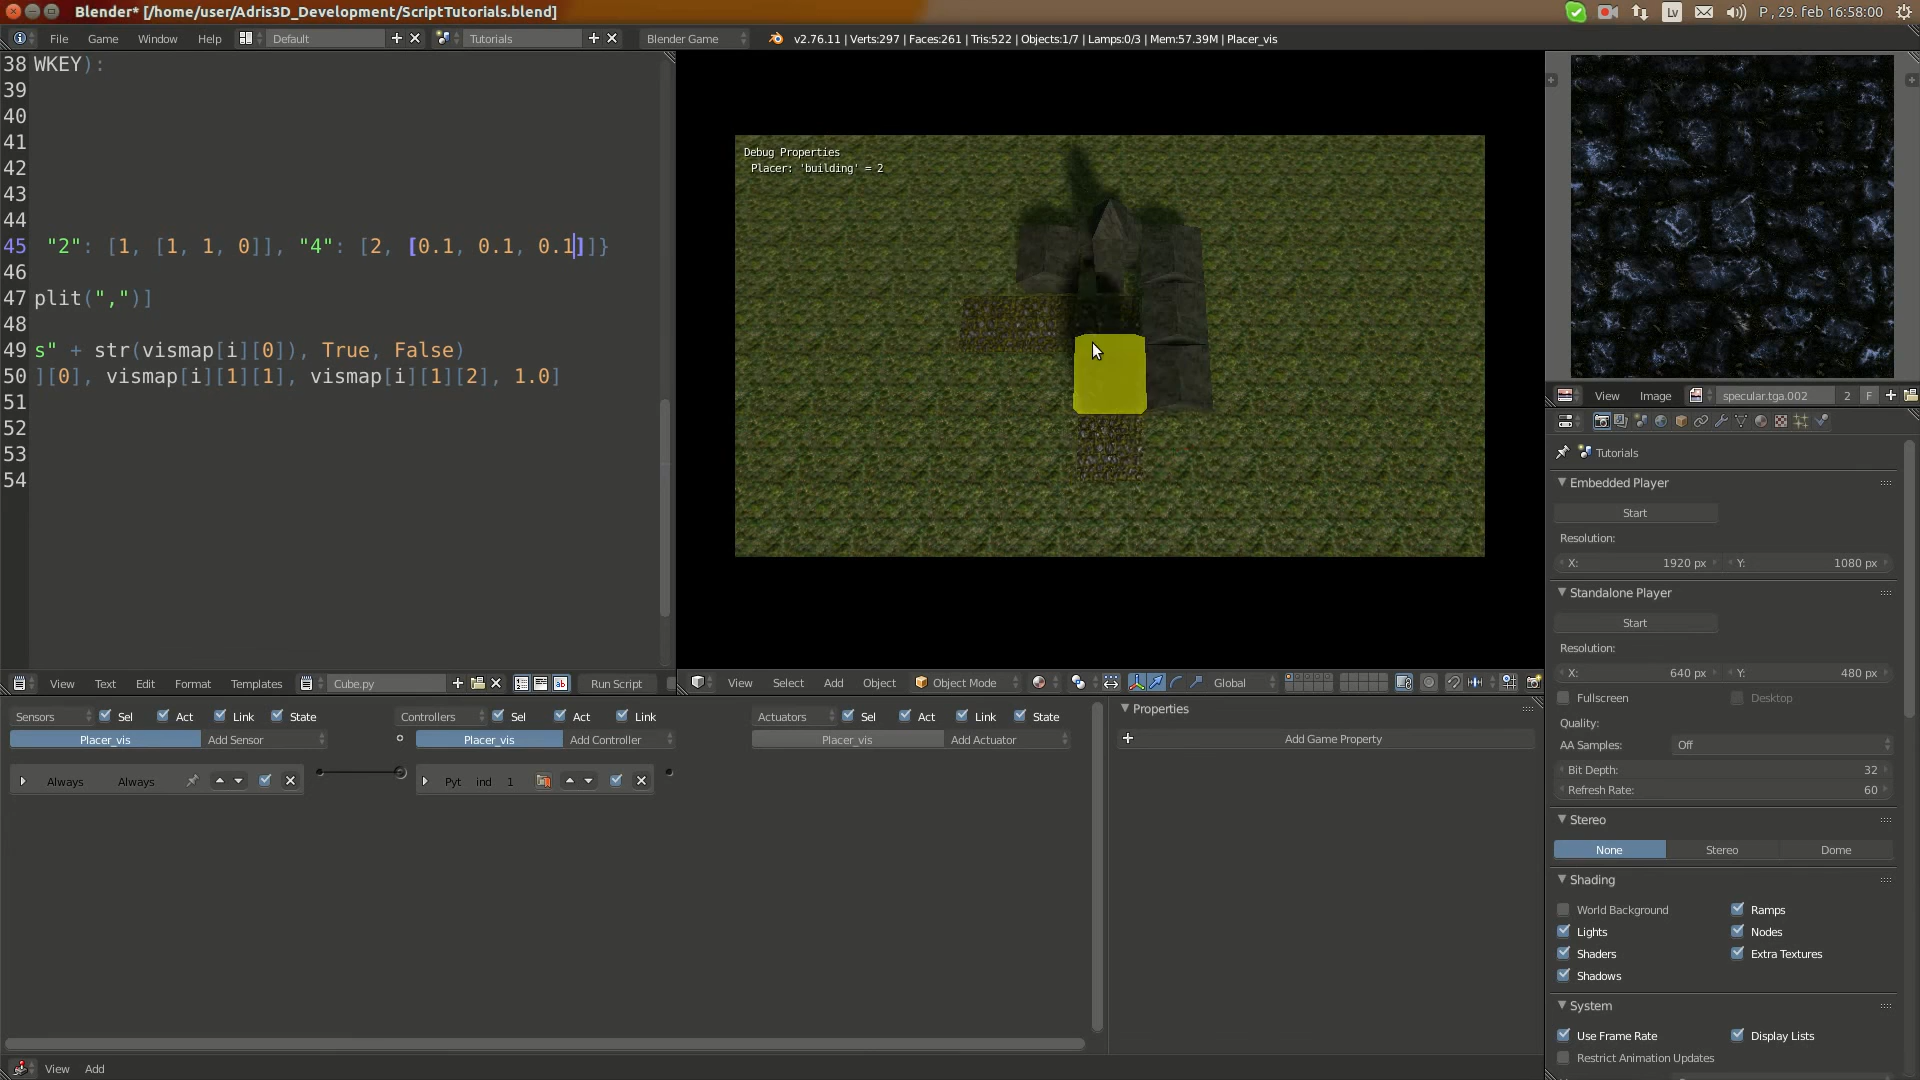 Blender* [/home/user/Adris3D_Development/ScriptTutorials.blend]
Lv
P , 29. feb 16:58:00
File Game Window Help Default Tutorials Blender Game v2.76.11 | Verts:297 | Faces:261 | Tris:522 | Objects:1/7 | Lamps:0/3 | Mem:57.39M | Placer_vis
38 WKEY):
39
40
41
42
43
44
45 "2": [1, [1, 1, 0]], "4": [2, [0.1, 0.1, 0.1]]}
46
47 plit(",")]
48
49 s" + str(vismap[i][0]), True, False)
50 ][0], vismap[i][1][1], vismap[i][1][2], 1.0]
51
52
53
54
Debug Properties
Placer: 'building' = 2
View Image specular.tga.002 2 F
Tutorials
Embedded Player
Start
Resolution:
X: 1920 px Y: 1080 px
Standalone Player
Start
Resolution:
X: 640 px Y: 480 px
Fullscreen Desktop
Quality:
AA Samples: Off
Bit Depth: 32
Refresh Rate: 60
Stereo
None Stereo Dome
Shading
World Background Ramps
Lights Nodes
Shaders Extra Textures
Shadows
System
Use Frame Rate Display Lists
Restrict Animation Updates
View Text Edit Format Templates Cube.py Run Script
View Select Add Object Object Mode Global
Sensors Sel Act Link State Controllers Sel Act Link Actuators Sel Act Link State
Placer_vis Add Sensor Placer_vis Add Controller Placer_vis Add Actuator
Always Always Pyt ind 1
Properties
Add Game Property
View Add